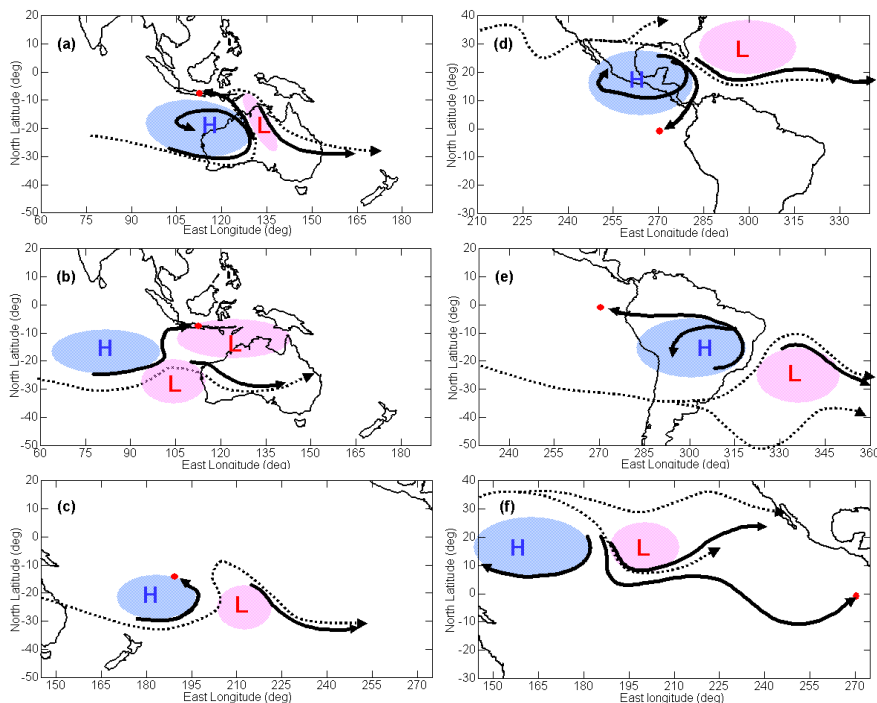 (a)
H
L
North Latitude (deg)
20
10
0
-10
-20
-30
-40
-50
60 75 90 105 120 135 150 165 180
East Longitude (deg)
(b)
H
L
L
North Latitude (deg)
20
10
0
-10
-20
-30
-40
-50
60 75 90 105 120 135 150 165 180
East Longitude (deg)
(c)
H
L
North Latitude (deg)
20
10
0
-10
-20
-30
-40
-50
150 165 180 195 210 225 240 255 270
East Longitude (deg)
(d)
H
L
North Latitude (deg)
40
30
20
10
0
-10
-20
-30
210 225 240 255 270 285 300 315 330
East Longitude (deg)
(e)
H
L
North Latitude (deg)
20
10
0
-10
-20
-30
-40
-50
230 255 270 285 300 315 330 345 360
East Longitude (deg)
(f)
H
L
North Latitude (deg)
40
30
20
10
0
-10
-20
-30
150 165 180 195 210 225 240 255 270
East longitude (deg)